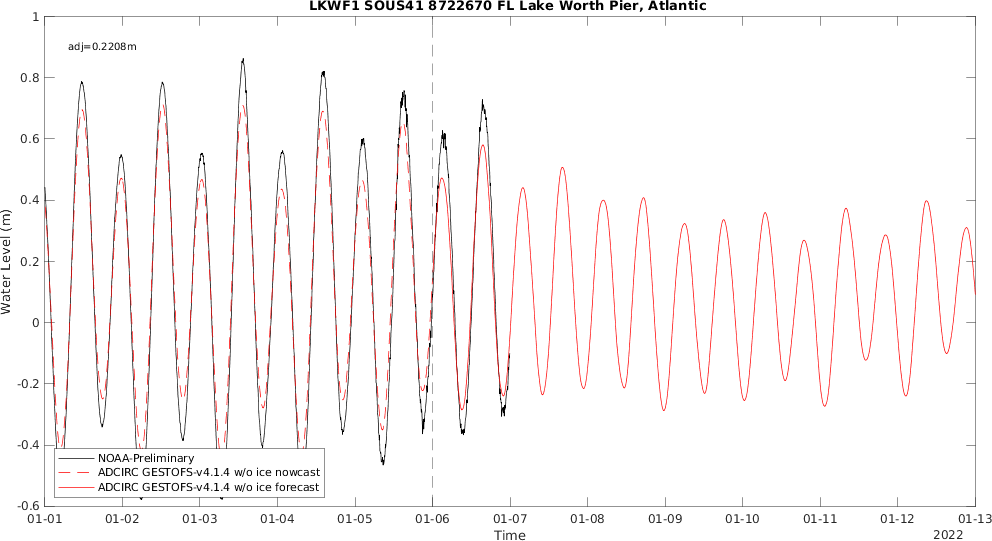 LKWF1 SOUS41 8722670 FL Lake Worth Pier, Atlantic
adj=0.2208m
1
0.8
0.6
0.4
0.2
0
-0.2
-0.4
-0.6
Water Level (m)
NOAA-Preliminary
ADCIRC GESTOFS-v4.1.4 w/o ice nowcast
ADCIRC GESTOFS-v4.1.4 w/o ice forecast
01-01 01-02 01-03 01-04 01-05 01-06 01-07 01-08 01-09 01-10 01-11 01-12 01-13
Time
2022